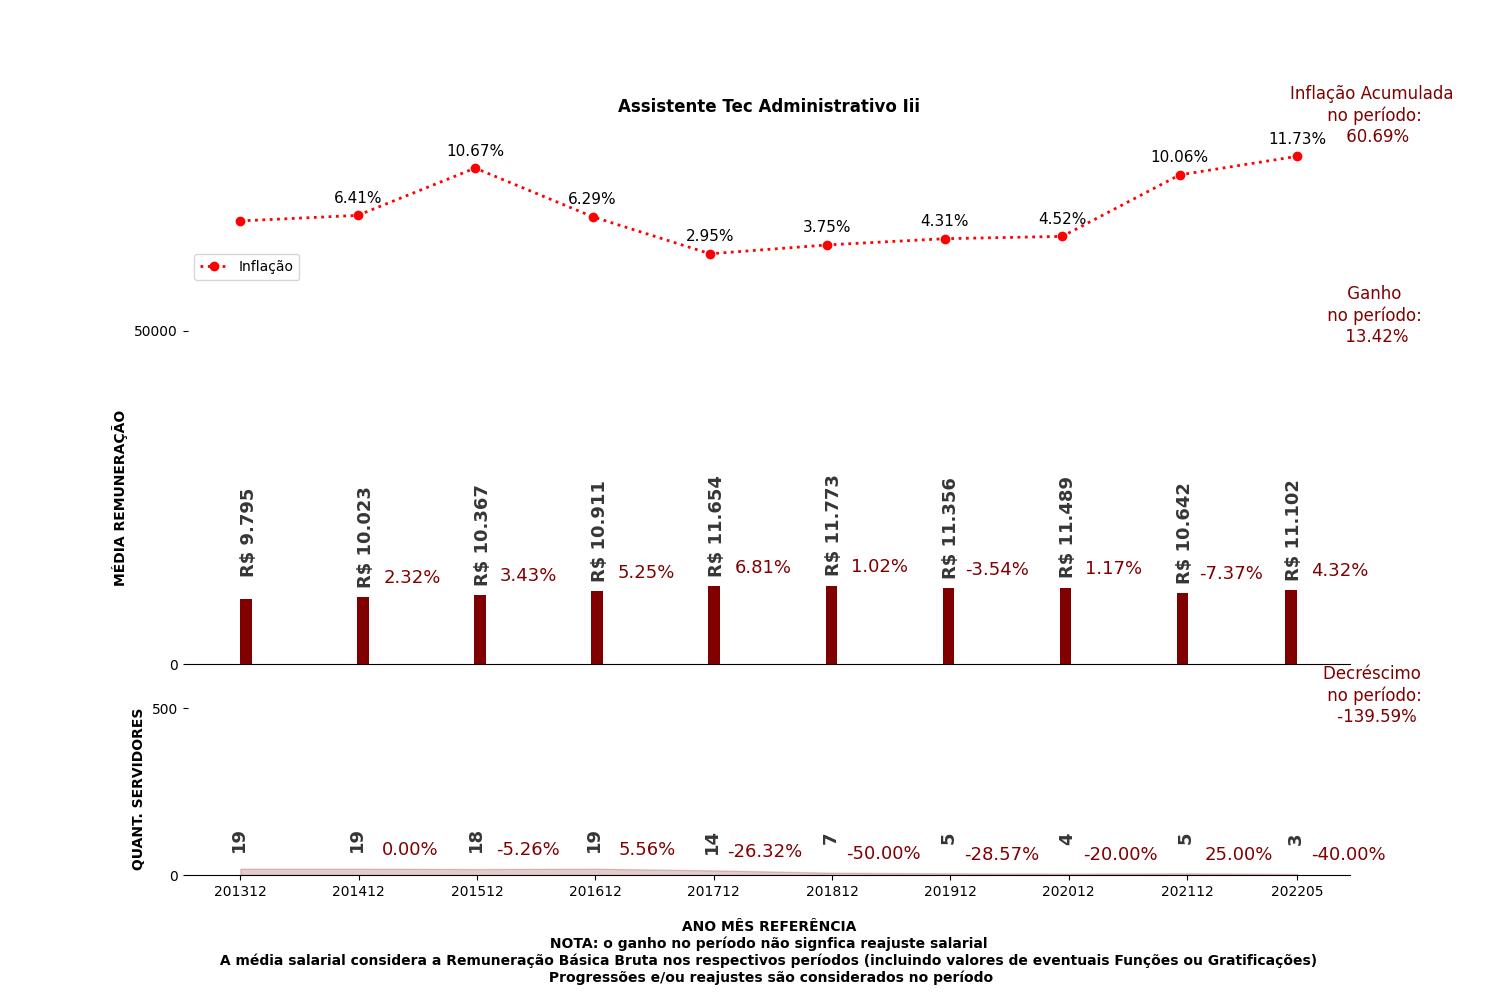 Assistente Tec Administrativo Iii
Inflação Acumulada
no período:
60.69%
6.41%
10.67%
6.29%
2.95%
3.75%
4.31%
4.52%
10.06%
11.73%
Inflação
Ganho
no período:
13.42%
50000
0
MÉDIA REMUNERAÇÃO
R$ 9.795
R$ 10.023
R$ 10.367
R$ 10.911
R$ 11.654
R$ 11.773
R$ 11.356
R$ 11.489
R$ 10.642
R$ 11.102
2.32%
3.43%
5.25%
6.81%
1.02%
-3.54%
1.17%
-7.37%
4.32%
Decréscimo
no período:
-139.59%
500
0
QUANT. SERVIDORES
19
19
18
19
14
7
5
4
5
3
0.00%
-5.26%
5.56%
-26.32%
-50.00%
-28.57%
-20.00%
25.00%
-40.00%
201312
201412
201512
201612
201712
201812
201912
202012
202112
202205
ANO MÊS REFERÊNCIA
NOTA: o ganho no período não signfica reajuste salarial
A média salarial considera a Remuneração Básica Bruta nos respectivos períodos (incluindo valores de eventuais Funções ou Gratificações)
Progressões e/ou reajustes são considerados no período